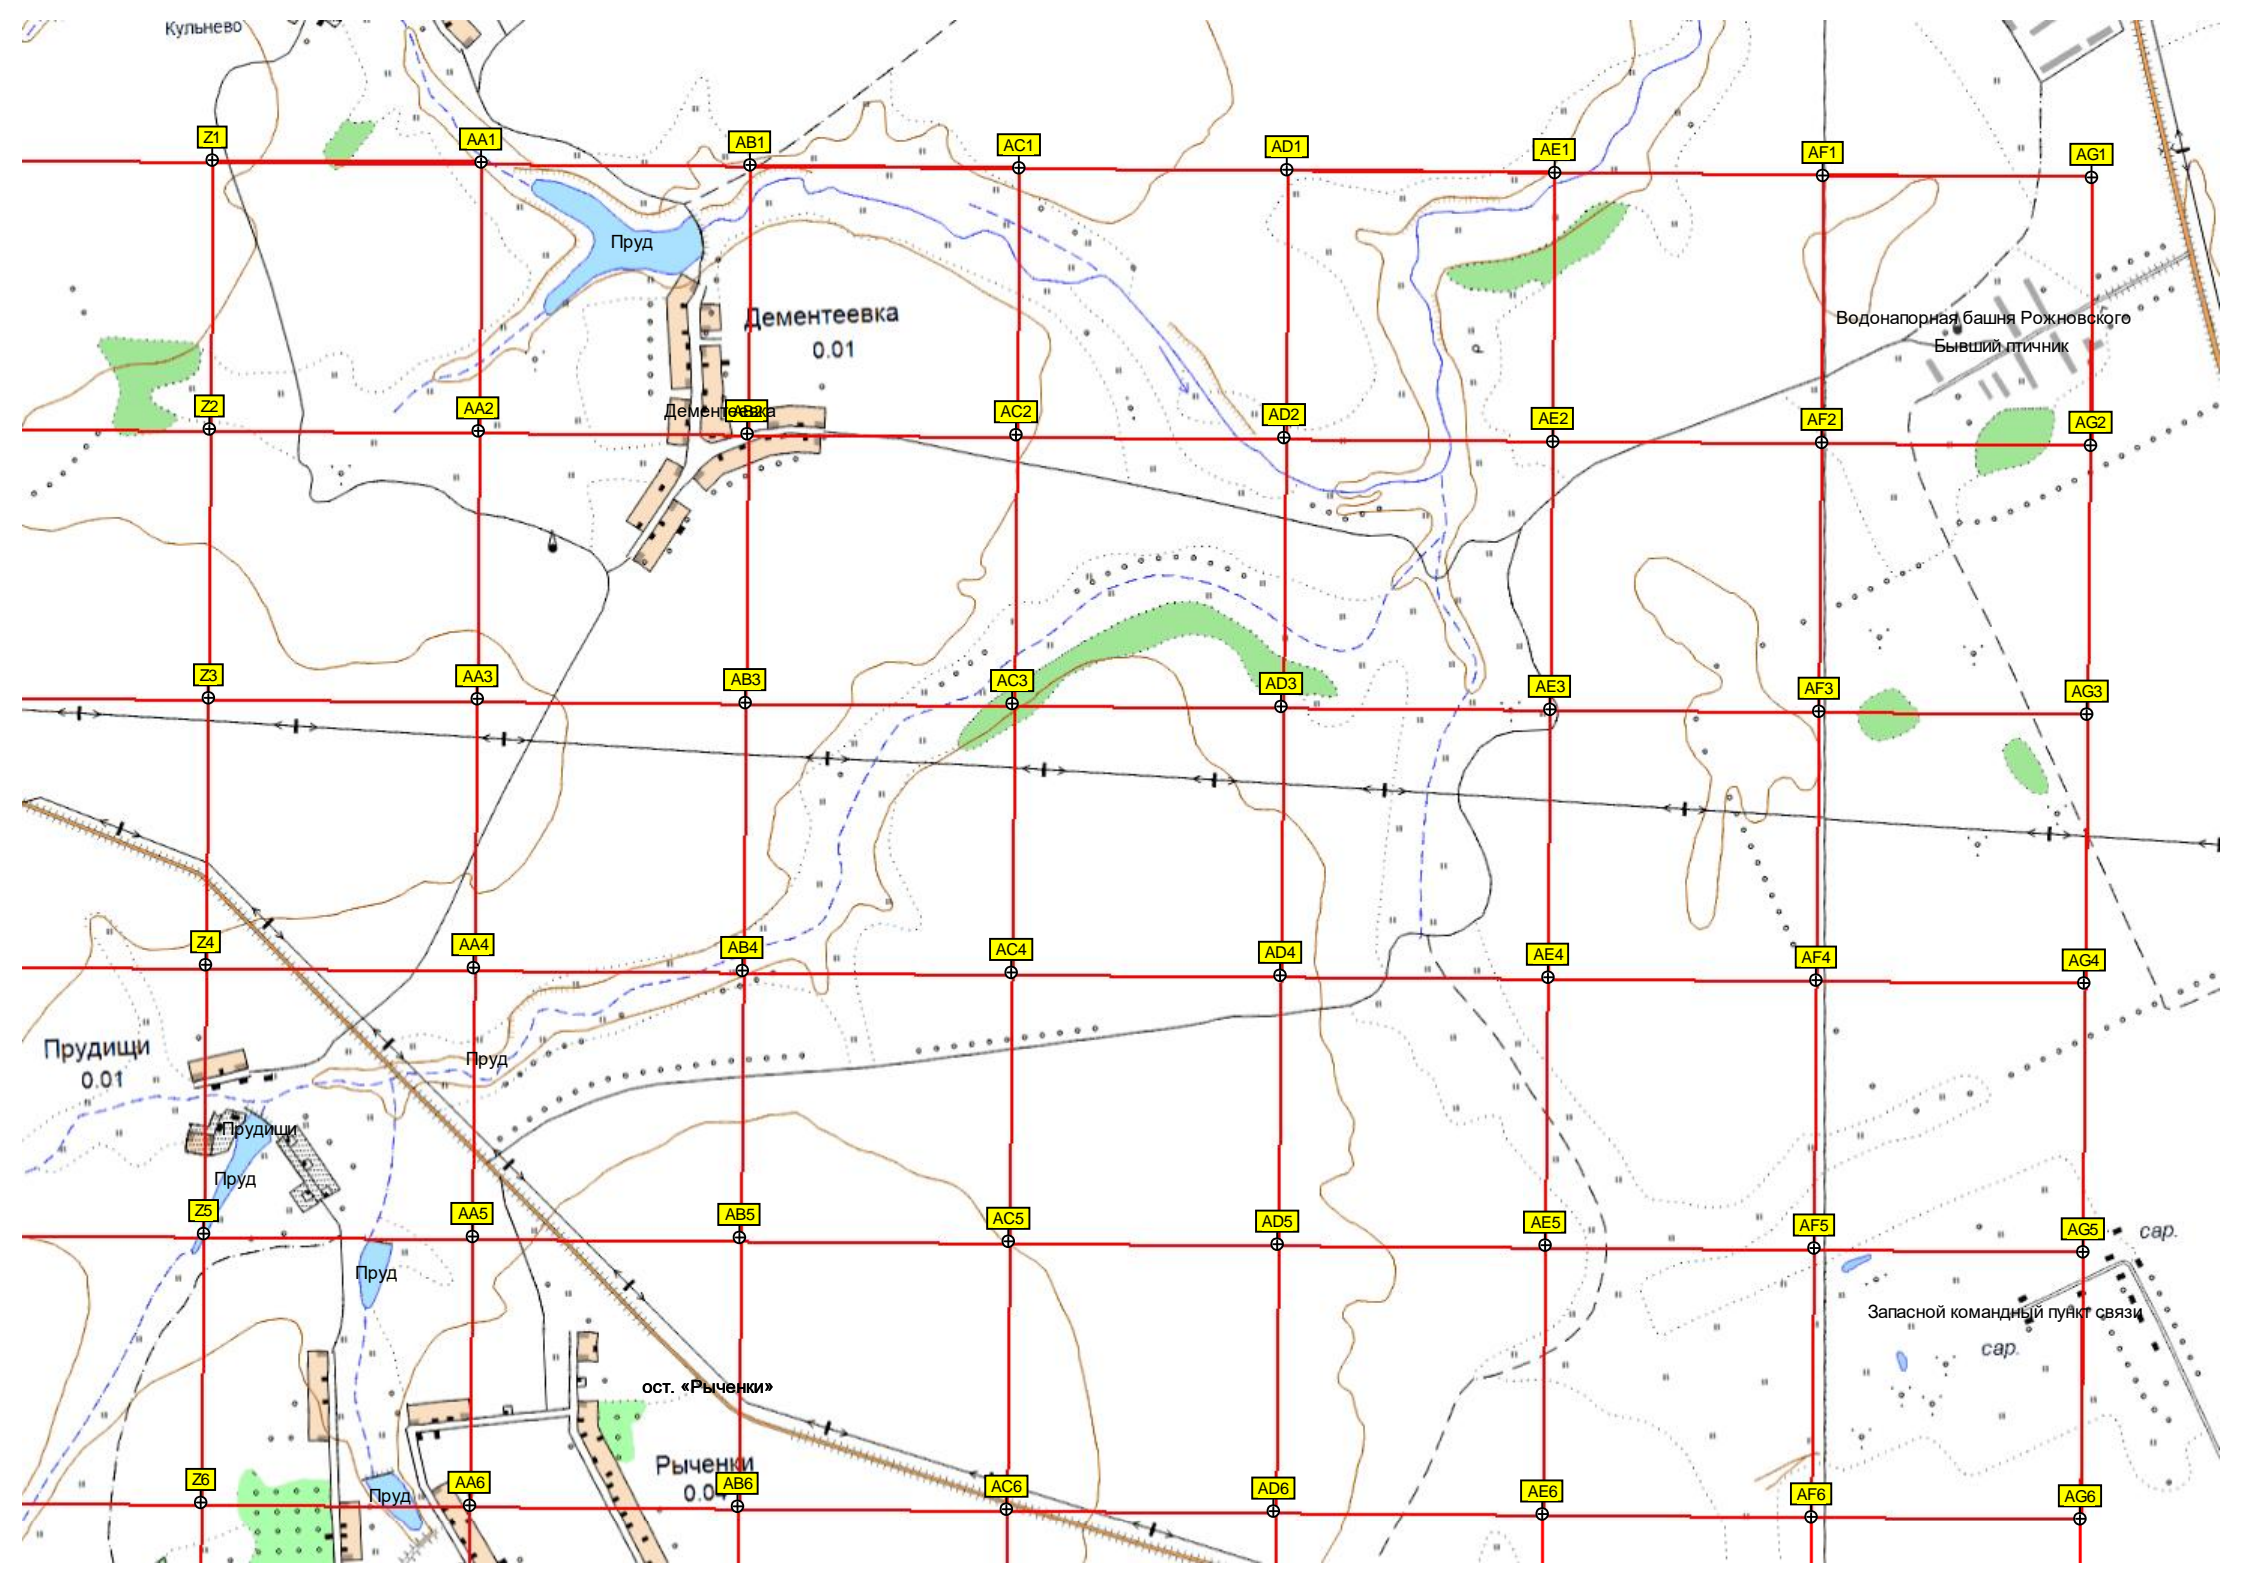 Кульнево
Z1
AA1
AB1
AC1
AD1
AE1
AF1
AG1
Пруд
Дементеевка
0.01
Водонапорная башня Рожновского
Бывший птичник
р
Z2
AA2
Дементеевка
AB2
AC2
AD2
AE2
AF2
AG2
Z3
AA3
AB3
AC3
AD3
AE3
AF3
AG3
Z4
AA4
AB4
AC4
AD4
AE4
AF4
AG4
Прудищи
0.01
Пруд
Прудищи
Пруд
Z5
AA5
AB5
AC5
AD5
AE5
AF5
AG5
сар.
Пруд
Запасной командный пункт связи
сар.
ост. «Рыченки»
Рыченки
Z6
AA6
AB6
AC6
AD6
AE6
AF6
AG6
Пруд